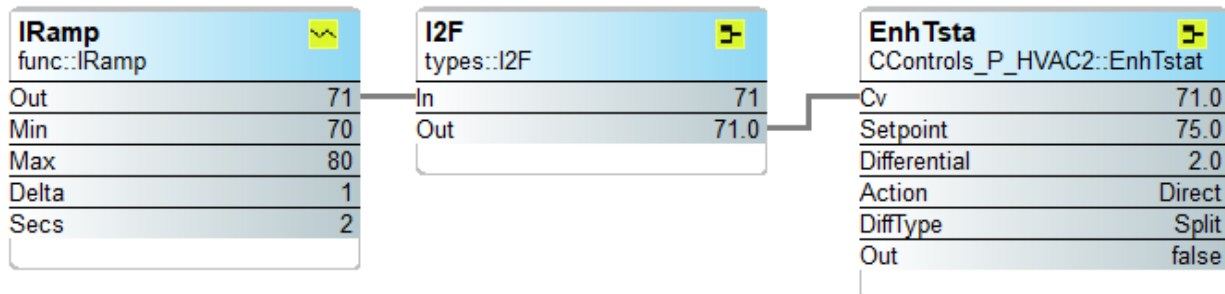 IRamp
func::IRamp
Out 71
Min 70
Max 80
Delta 1
Secs 2
I2F
types::I2F
In 71
Out 71.0
EnhTsta
CControls_P_HVAC2::EnhTstat
Cv 71.0
Setpoint 75.0
Differential 2.0
Action Direct
DiffType Split
Out false